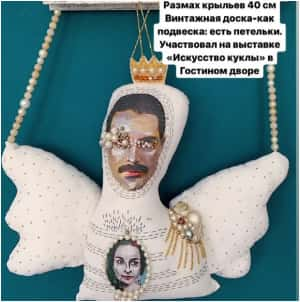 Размах крыльев 40 см
Винтажная доска-как
подвеска: есть петельки.
Участвовал на выставке
«Искусство куклы» в
Гостином дворе